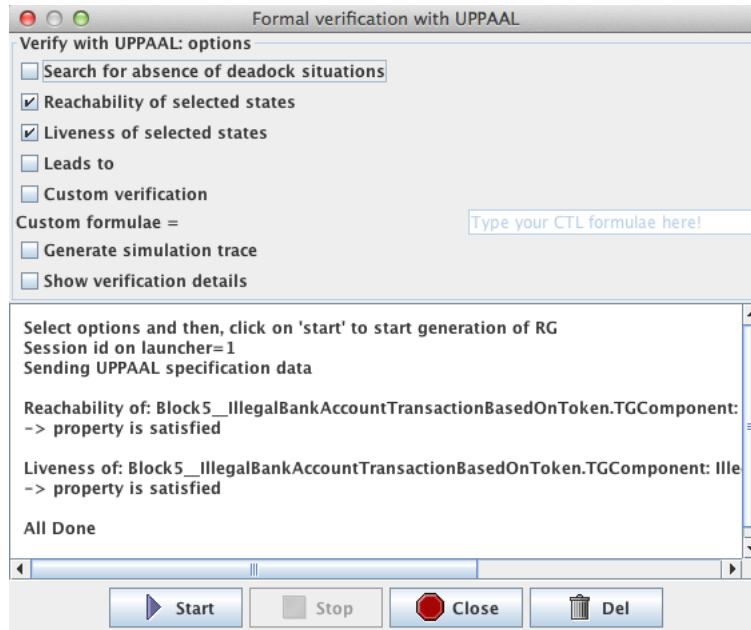 Formal verification with UPPAAL
Verify with UPPAAL: options
Search for absence of deadock situations
Reachability of selected states
Liveness of selected states
Leads to
Custom verification
Custom formulae =
Type your CTL formulae here!
Generate simulation trace
Show verification details
Select options and then, click on 'start' to start generation of RG
Session id on launcher=1
Sending UPPAAL specification data
Reachability of: Block5__IllegalBankAccountTransactionBasedOnToken.TGComponent:
-> property is satisfied
Liveness of: Block5__IllegalBankAccountTransactionBasedOnToken.TGComponent: Ille
-> property is satisfied
All Done
Start
Stop
Close
Del